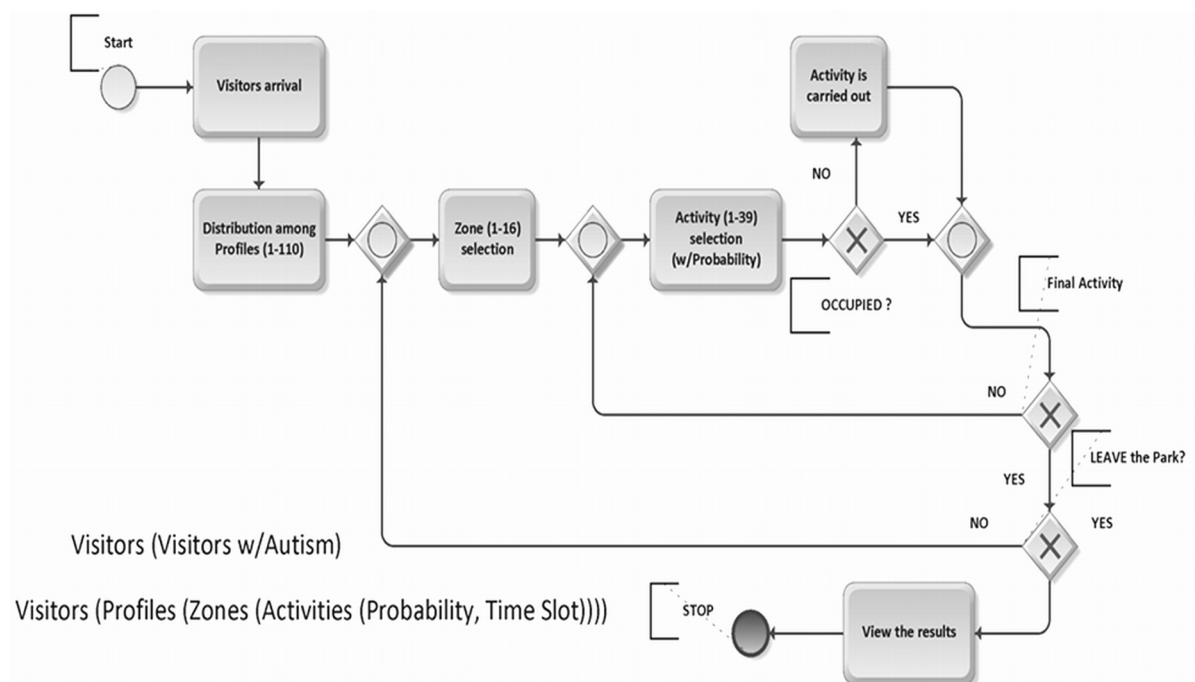 Start
Visitors arrival
Activity is
carried out
NO
Distribution among
Profiles (1-110)
Zone (1-16)
selection
Activity (1-39)
selection
(w/Probability)
YES
OCCUPIED ?
Final Activity
NO
LEAVE the Park?
YES
NO
YES
Visitors (Visitors w/Autism)
Visitors (Profiles (Zones (Activities (Probability, Time Slot))))
STOP
View the results